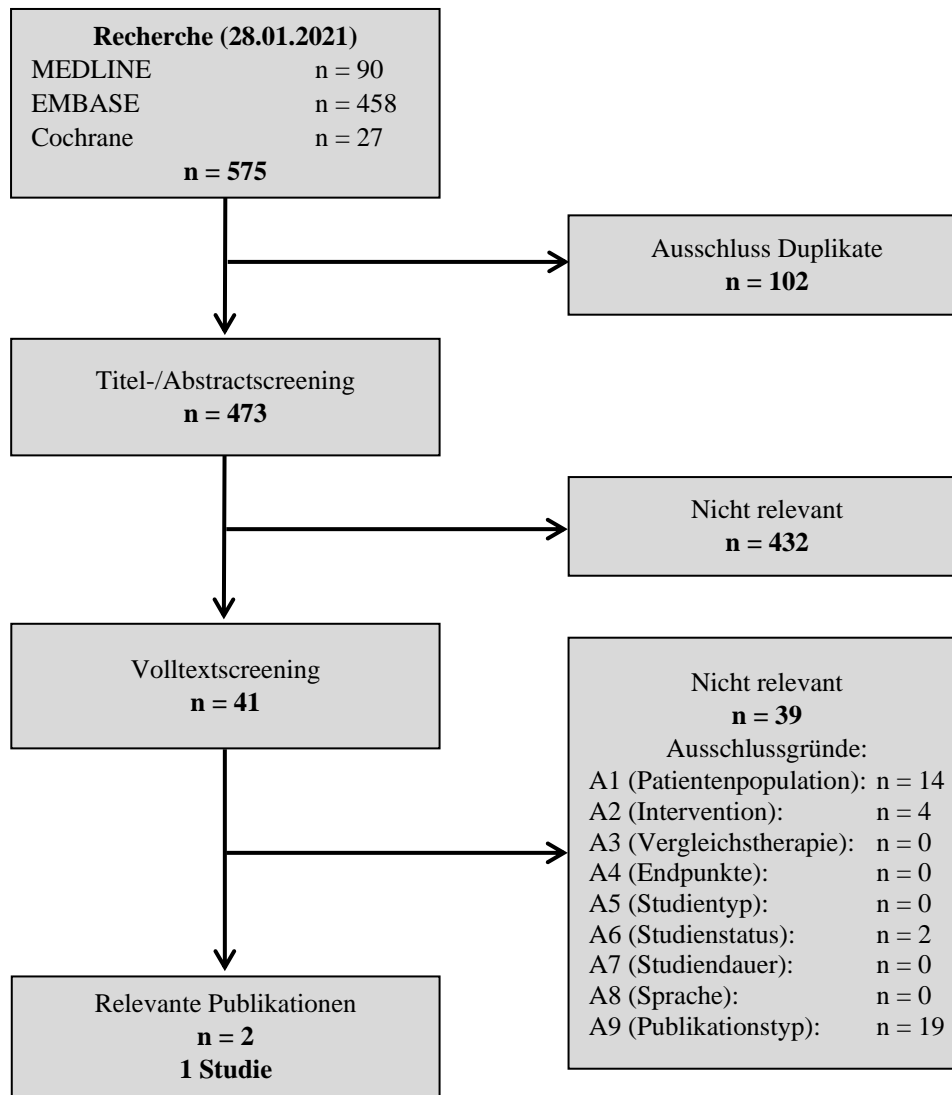 Recherche (28.01.2021)
MEDLINE n = 90
EMBASE n = 458
Cochrane n = 27
n = 575
Ausschluss Duplikate
n = 102
Titel-/Abstractscreening
n = 473
Nicht relevant
n = 432
Volltextscreening
n = 41
Nicht relevant
n = 39
Ausschlussgründe:
A1 (Patientenpopulation): n = 14
A2 (Intervention): n = 4
A3 (Vergleichstherapie): n = 0
A4 (Endpunkte): n = 0
A5 (Studientyp): n = 0
A6 (Studienstatus): n = 2
A7 (Studiendauer): n = 0
A8 (Sprache): n = 0
A9 (Publikationstyp): n = 19
Relevante Publikationen
n = 2
1 Studie